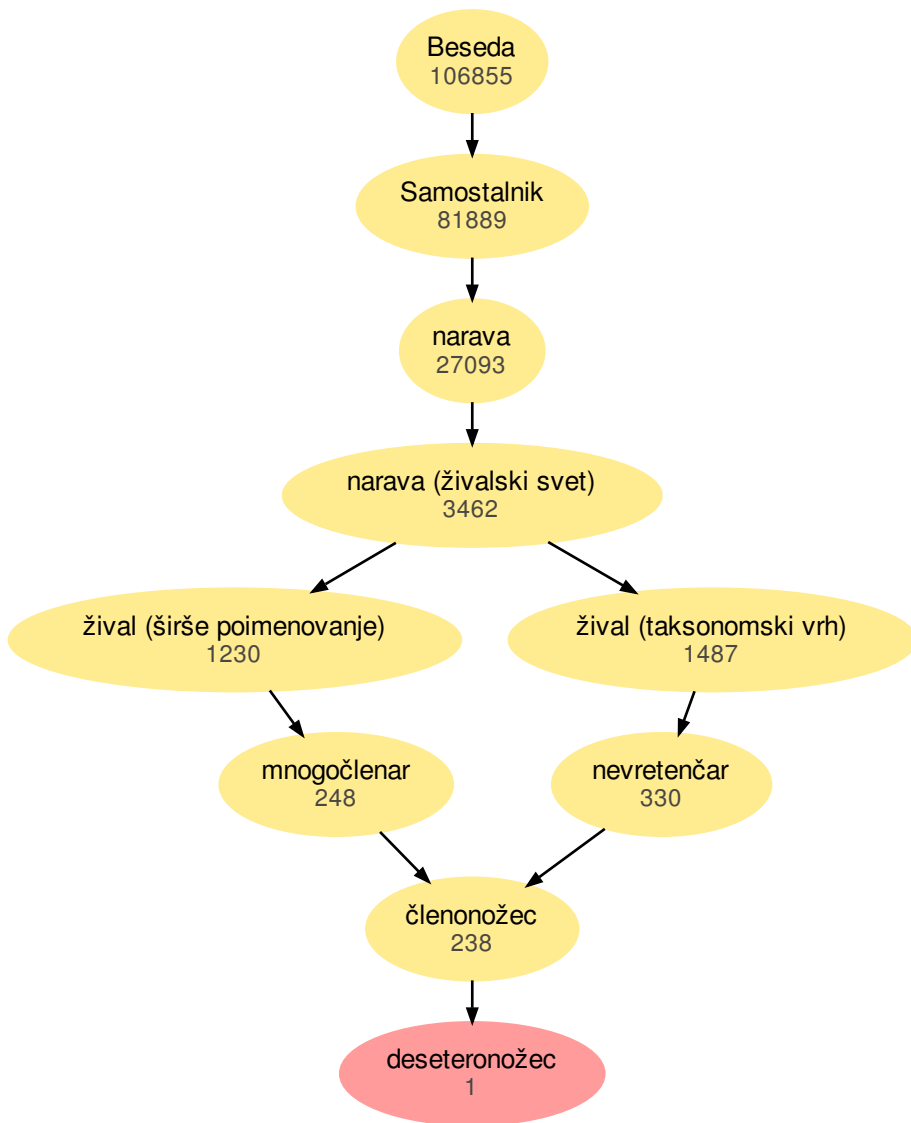 Beseda
106855
Samostalnik
81889
narava
27093
narava (živalski svet)
3462
žival (širše poimenovanje)
1230
žival (taksonomski vrh)
1487
mnogočlenar
248
nevretenčar
330
členonožec
238
deseteronožec
1